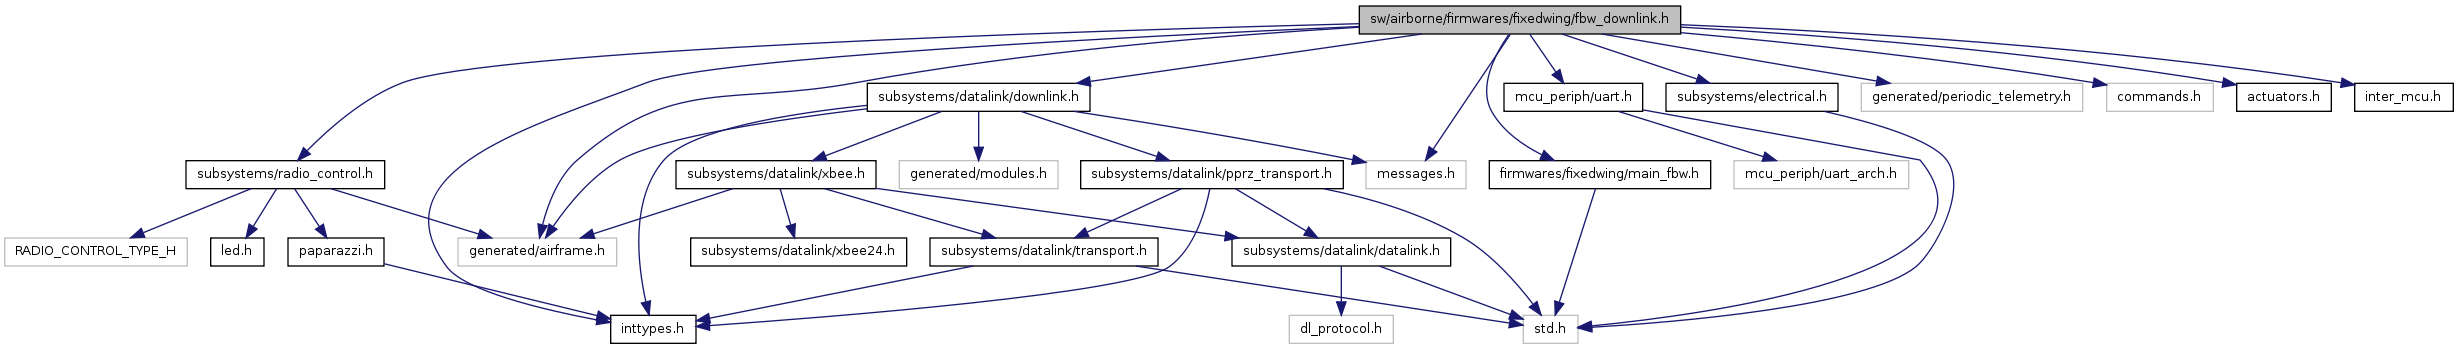 sw/airborne/firmwares/fixedwing/fbw_downlink.h
subsystems/datalink/downlink.h
mcu_periph/uart.h
subsystems/electrical.h
generated/periodic_telemetry.h
commands.h
actuators.h
inter_mcu.h
subsystems/radio_control.h
subsystems/datalink/xbee.h
generated/modules.h
subsystems/datalink/pprz_transport.h
messages.h
firmwares/fixedwing/main_fbw.h
mcu_periph/uart_arch.h
RADIO_CONTROL_TYPE_H
led.h
paparazzi.h
generated/airframe.h
subsystems/datalink/xbee24.h
subsystems/datalink/transport.h
subsystems/datalink/datalink.h
inttypes.h
dl_protocol.h
std.h